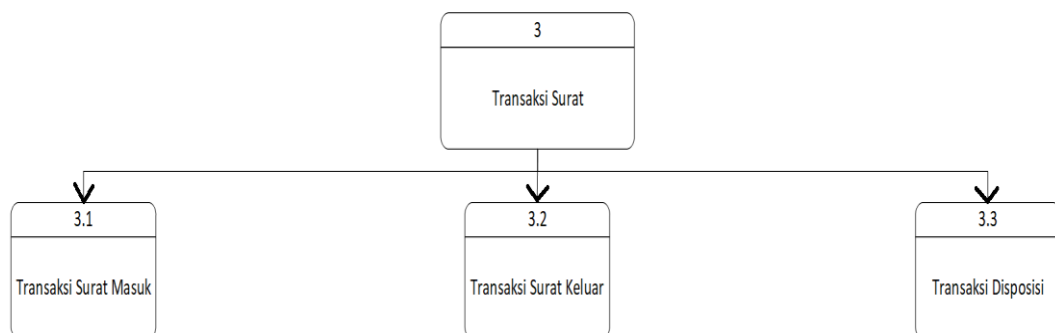 3
Transaksi Surat
3.1
Transaksi Surat Masuk
3.2
Transaksi Surat Keluar
3.3
Transaksi Disposisi